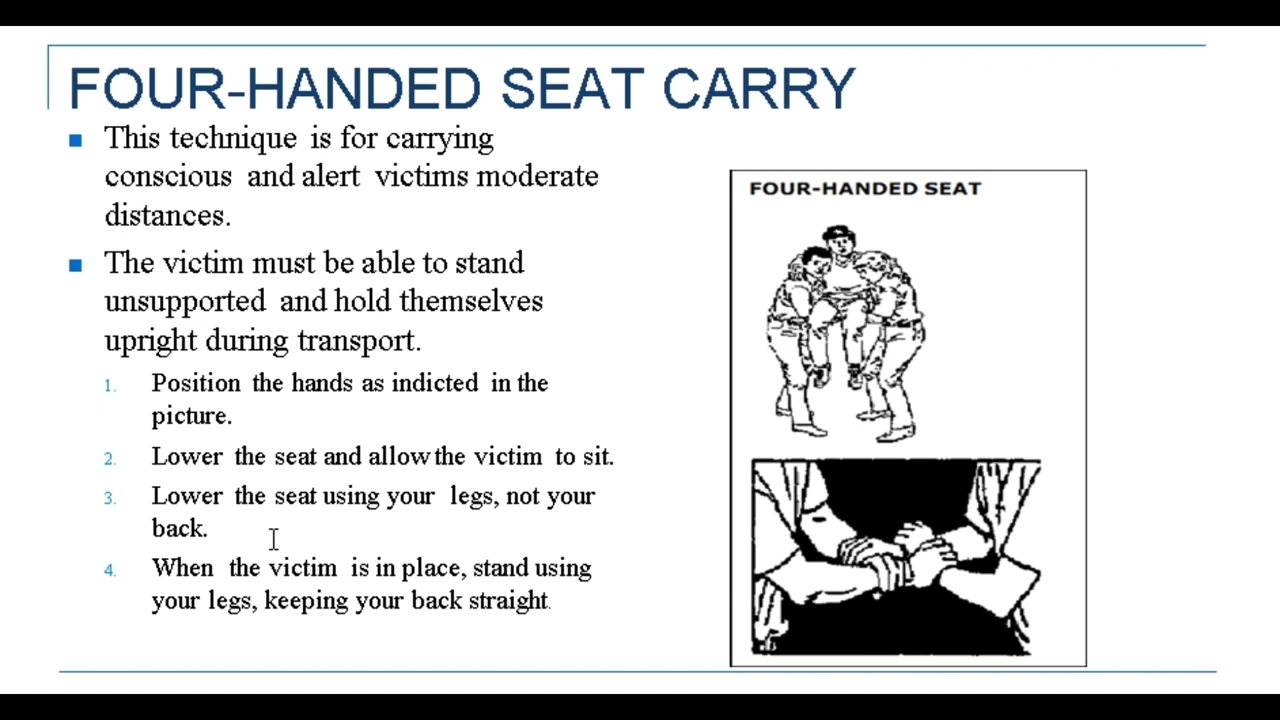 FOUR-HANDED SEAT CARRY
This technique is for carrying
conscious and alert victims moderate
distances.
The victim must be able to stand
unsupported and hold themselves
upright during transport.
1. Position the hands as indicted in the
picture.
2. Lower the seat and allow the victim to sit.
3. Lower the seat using your legs, not your
back.
4. When the victim is in place, stand using
your legs, keeping your back straight.
FOUR-HANDED SEAT